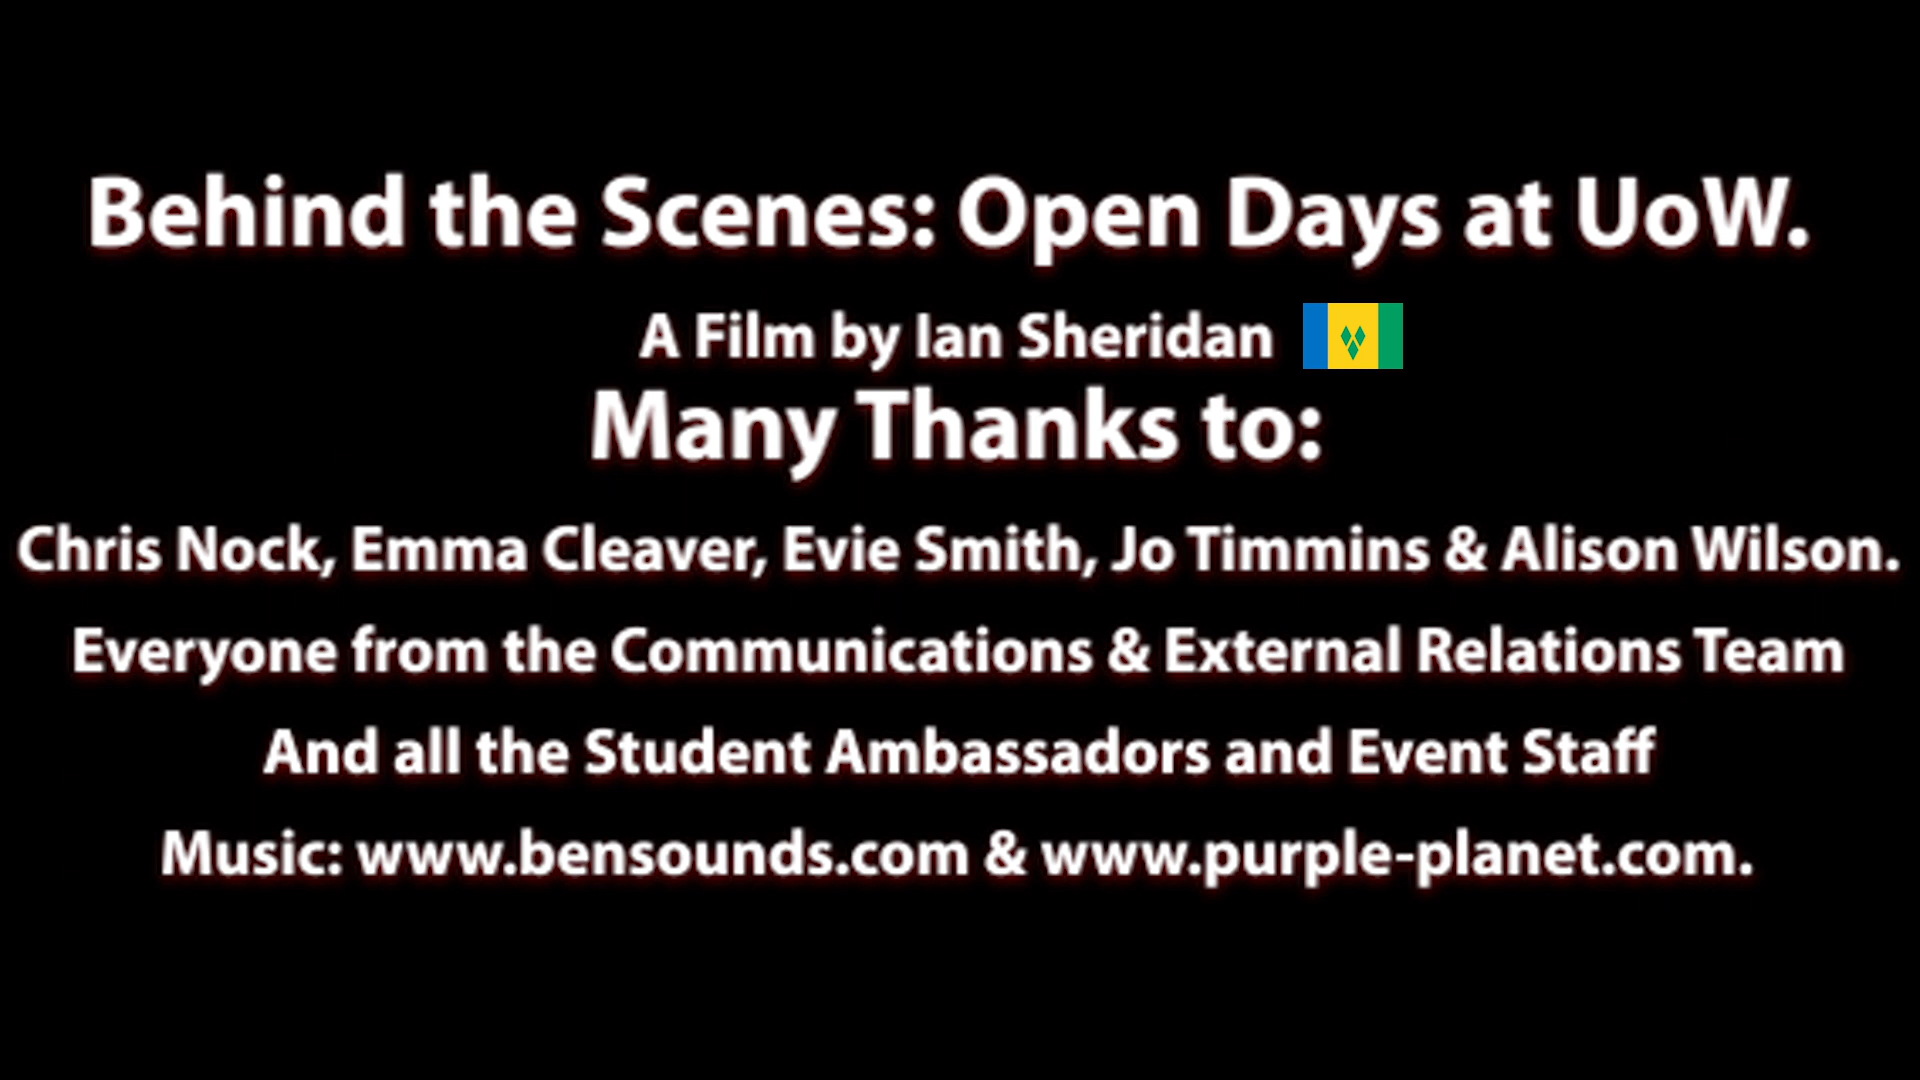 Behind the Scenes: Open Days at UoW.
A Film by Ian Sheridan
Many Thanks to:
Chris Nock, Emma Cleaver, Evie Smith, Jo Timmins & Alison Wilson.
Everyone from the Communications & External Relations Team
And all the Student Ambassadors and Event Staff
Music: www.bensounds.com & www.purple-planet.com.